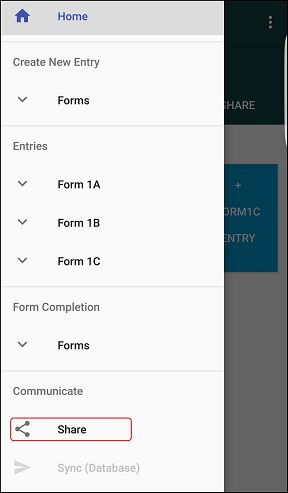 Home
Create New Entry
Forms
SHARE
Entries
Form 1A
+
Form 1B
ORM1C
ENTRY
Form 1C
Form Completion
Forms
Communicate
Share
Sync (Database)